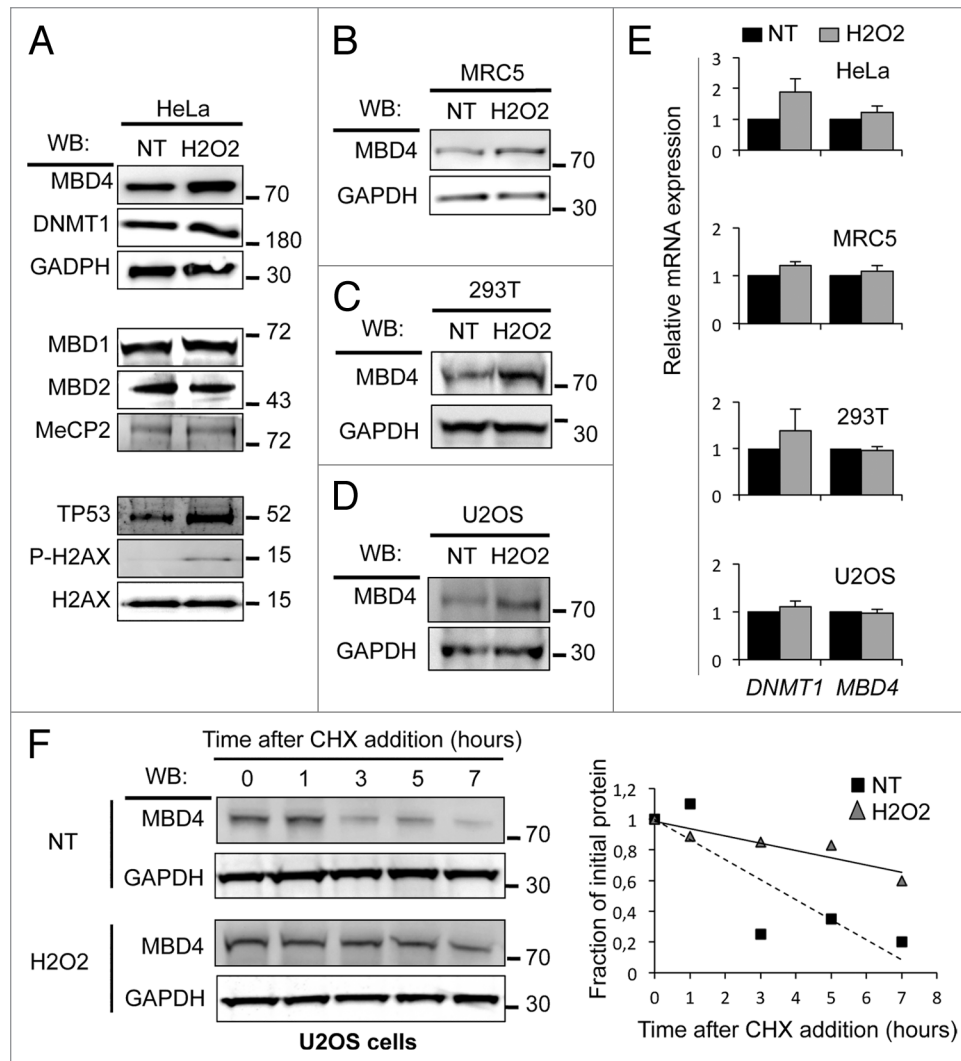 A
HeLa
WB: NT H2O2
MBD4 70
DNMT1 180
GADPH 30
MBD1 72
MBD2 43
MeCP2 72
TP53 52
P-H2AX 15
H2AX 15
B
MRC5
WB: NT H2O2
MBD4 70
GAPDH 30
C
293T
WB: NT H2O2
MBD4 70
GAPDH 30
D
U2OS
WB: NT H2O2
MBD4 70
GAPDH 30
E
NT H2O2
Relative mRNA expression
HeLa
3
2
1
0
MRC5
2
1
0
293T
2
1
0
U2OS
2
1
0
DNMT1 MBD4
F
Time after CHX addition (hours)
WB: 0 1 3 5 7
NT
MBD4 70
GAPDH 30
H2O2
MBD4 70
GAPDH 30
U2OS cells
NT
H2O2
Fraction of initial protein
1,2
1
0,8
0,6
0,4
0,2
0
0 1 2 3 4 5 6 7 8
Time after CHX addition (hours)